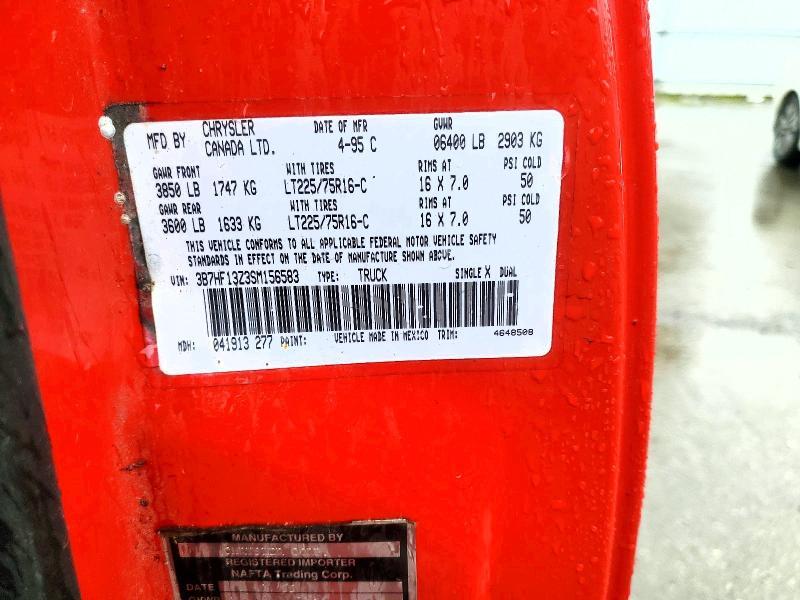 MFD BY CHRYSLER CANADA LTD. DATE OF MFR 4-95 C GVWR 06400 LB 2903 KG
GAWR FRONT WITH TIRES RIMS AT PSI COLD
3850 LB 1747 KG LT225/75R16-C 16 X 7.0 50
GAWR REAR WITH TIRES RIMS AT PSI COLD
3600 LB 1633 KG LT225/75R16-C 16 X 7.0 50
THIS VEHICLE CONFORMS TO ALL APPLICABLE FEDERAL MOTOR VEHICLE SAFETY
STANDARDS IN EFFECT ON THE DATE OF MANUFACTURE SHOWN ABOVE.
VIN: 3B7HF13Z3SM156583 TYPE: TRUCK SINGLE X DUAL
MDH: 041913 277 PAINT: VEHICLE MADE IN MEXICO TRIM: 4648508
MANUFACTURED BY
REGISTERED IMPORTER
NAFTA Trading Corp.
DATE